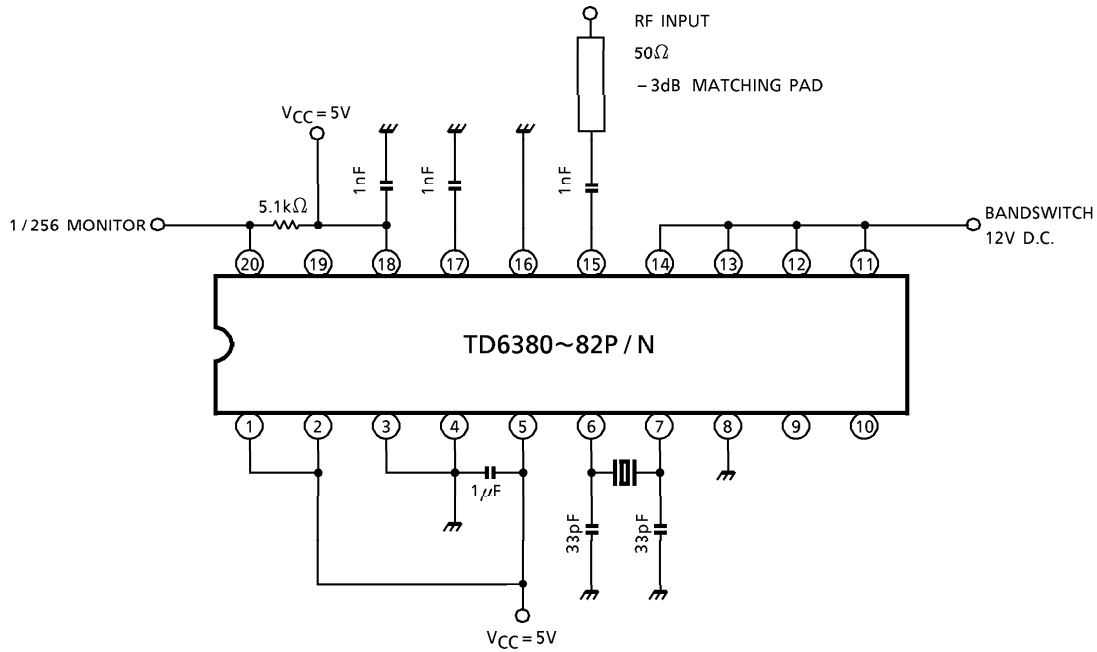 RF INPUT
50Ω
−3dB MATCHING PAD
VCC=5V
1nF
1nF
1nF
5.1kΩ
1/256 MONITOR
BANDSWITCH
12V D.C.
20 19 18 17 16 15 14 13 12 11
TD6380~82P/N
1 2 3 4 5 6 7 8 9 10
1μF
33pF
33pF
VCC=5V